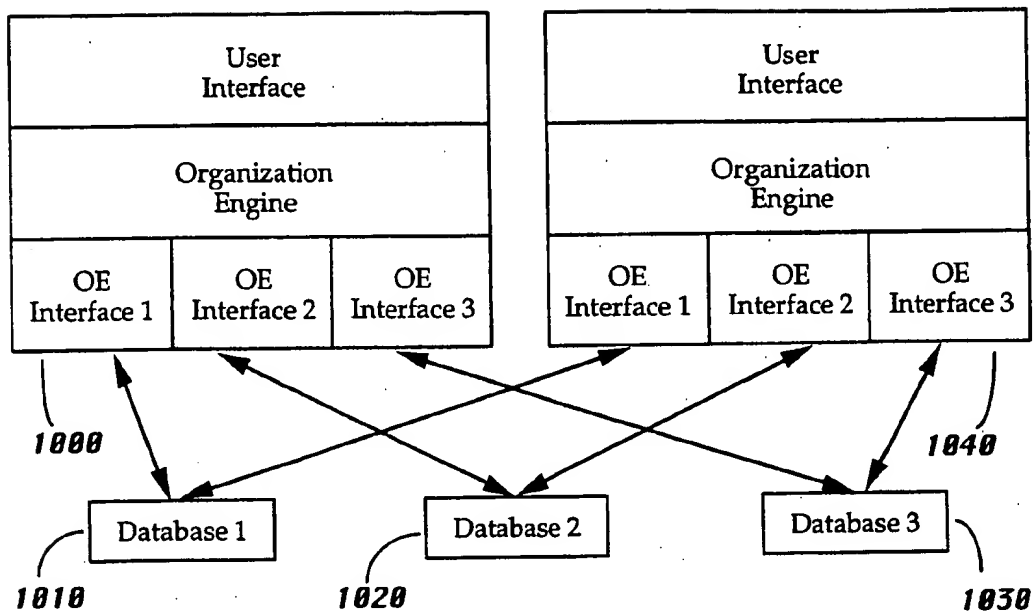 User
Interface
Organization
Engine
OE
Interface 1
OE
Interface 2
OE
Interface 3
User
Interface
Organization
Engine
OE
Interface 1
OE
Interface 2
OE
Interface 3
1000
1040
Database 1
Database 2
Database 3
1010
1020
1030